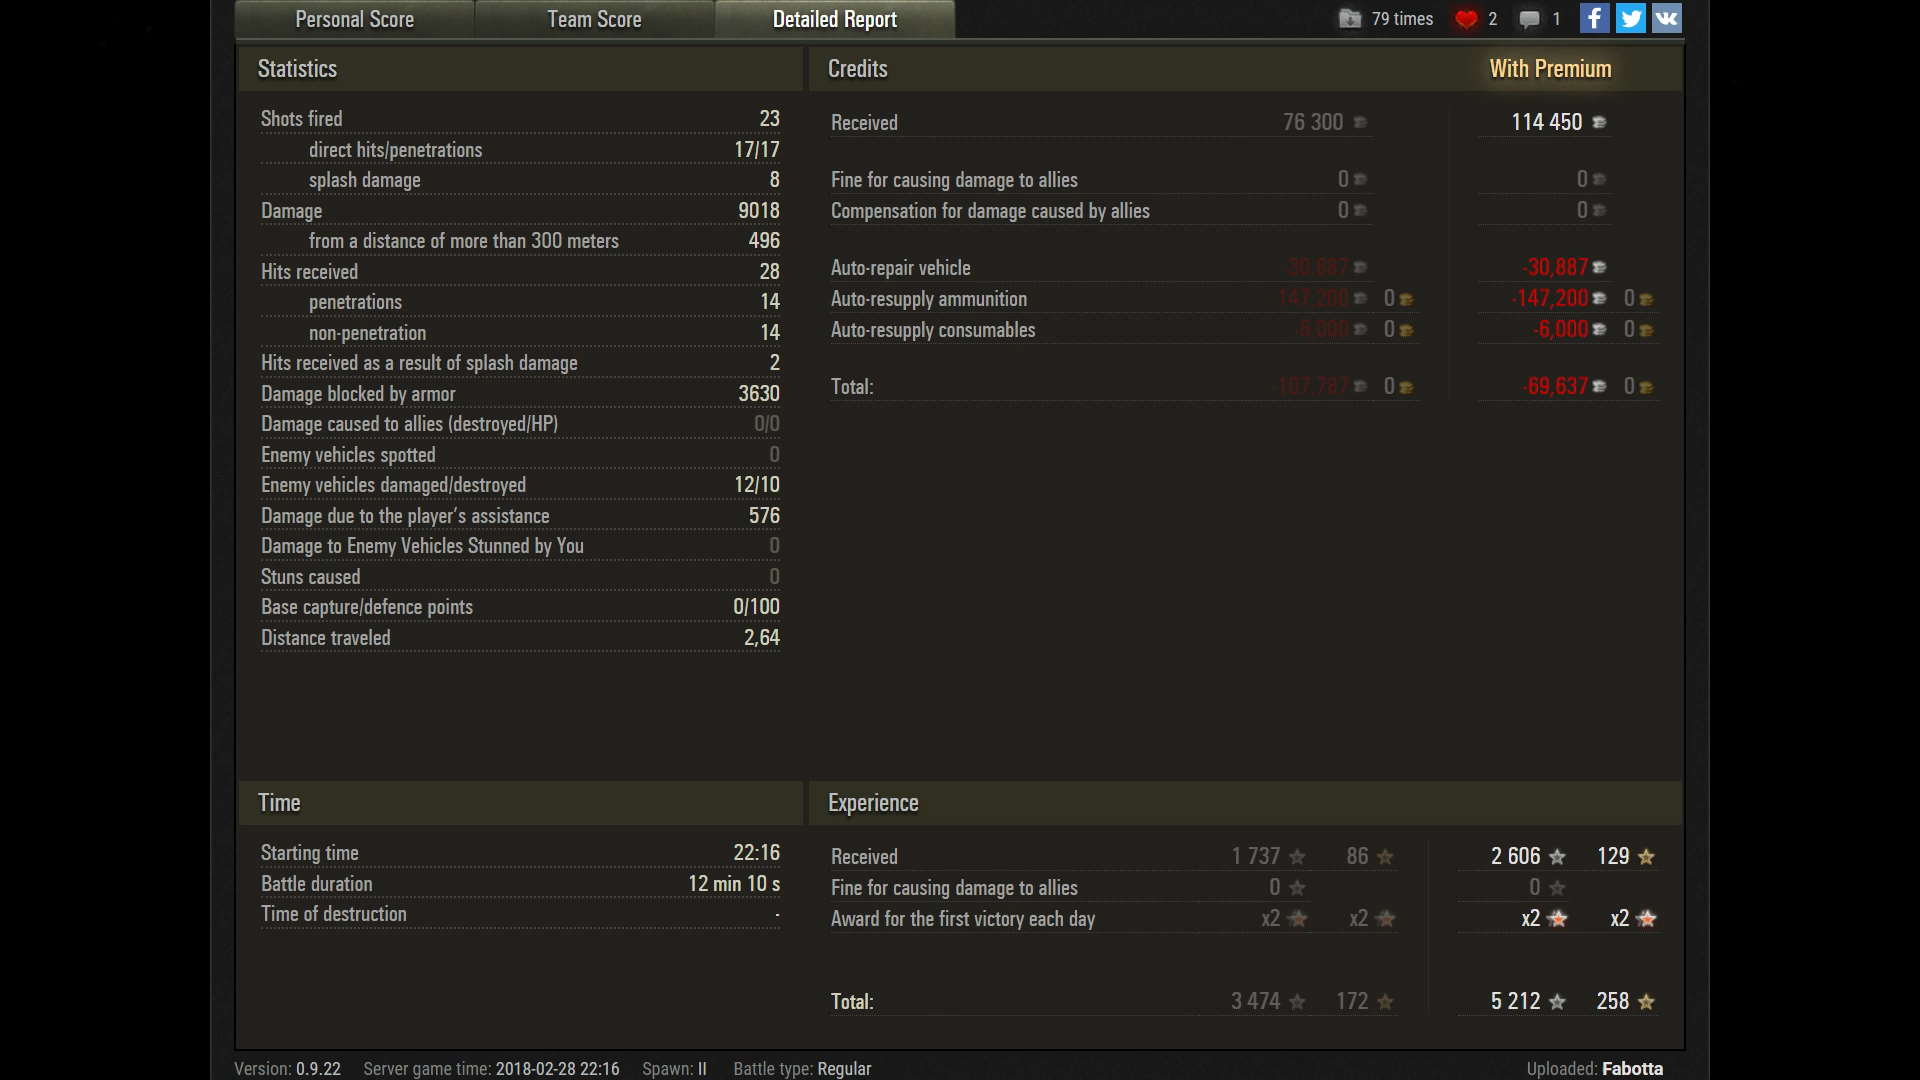 Personal Score Team Score Detailed Report 79 times 2 1
Statistics
Shots fired 23
direct hits/penetrations 17/17
splash damage 8
Damage 9018
from a distance of more than 300 meters 496
Hits received 28
penetrations 14
non-penetration 14
Hits received as a result of splash damage 2
Damage blocked by armor 3630
Damage caused to allies (destroyed/HP) 0/0
Enemy vehicles spotted 0
Enemy vehicles damaged/destroyed 12/10
Damage due to the player's assistance 576
Damage to Enemy Vehicles Stunned by You 0
Stuns caused 0
Base capture/defence points 0/100
Distance traveled 2,64
Credits With Premium
Received 76 300 114 450
Fine for causing damage to allies 0 0
Compensation for damage caused by allies 0 0
Auto-repair vehicle -30,887 -30,887
Auto-resupply ammunition -147,200 0 -147,200 0
Auto-resupply consumables -6,000 0 -6,000 0
Total: -107,787 0 -69,637 0
Time
Starting time 22:16
Battle duration 12 min 10 s
Time of destruction -
Experience
Received 1 737 86 2 606 129
Fine for causing damage to allies 0 0
Award for the first victory each day x2 x2 x2 x2
Total: 3 474 172 5 212 258
Version: 0.9.22 Server game time: 2018-02-28 22:16 Spawn: II Battle type: Regular Uploaded: Fabotta